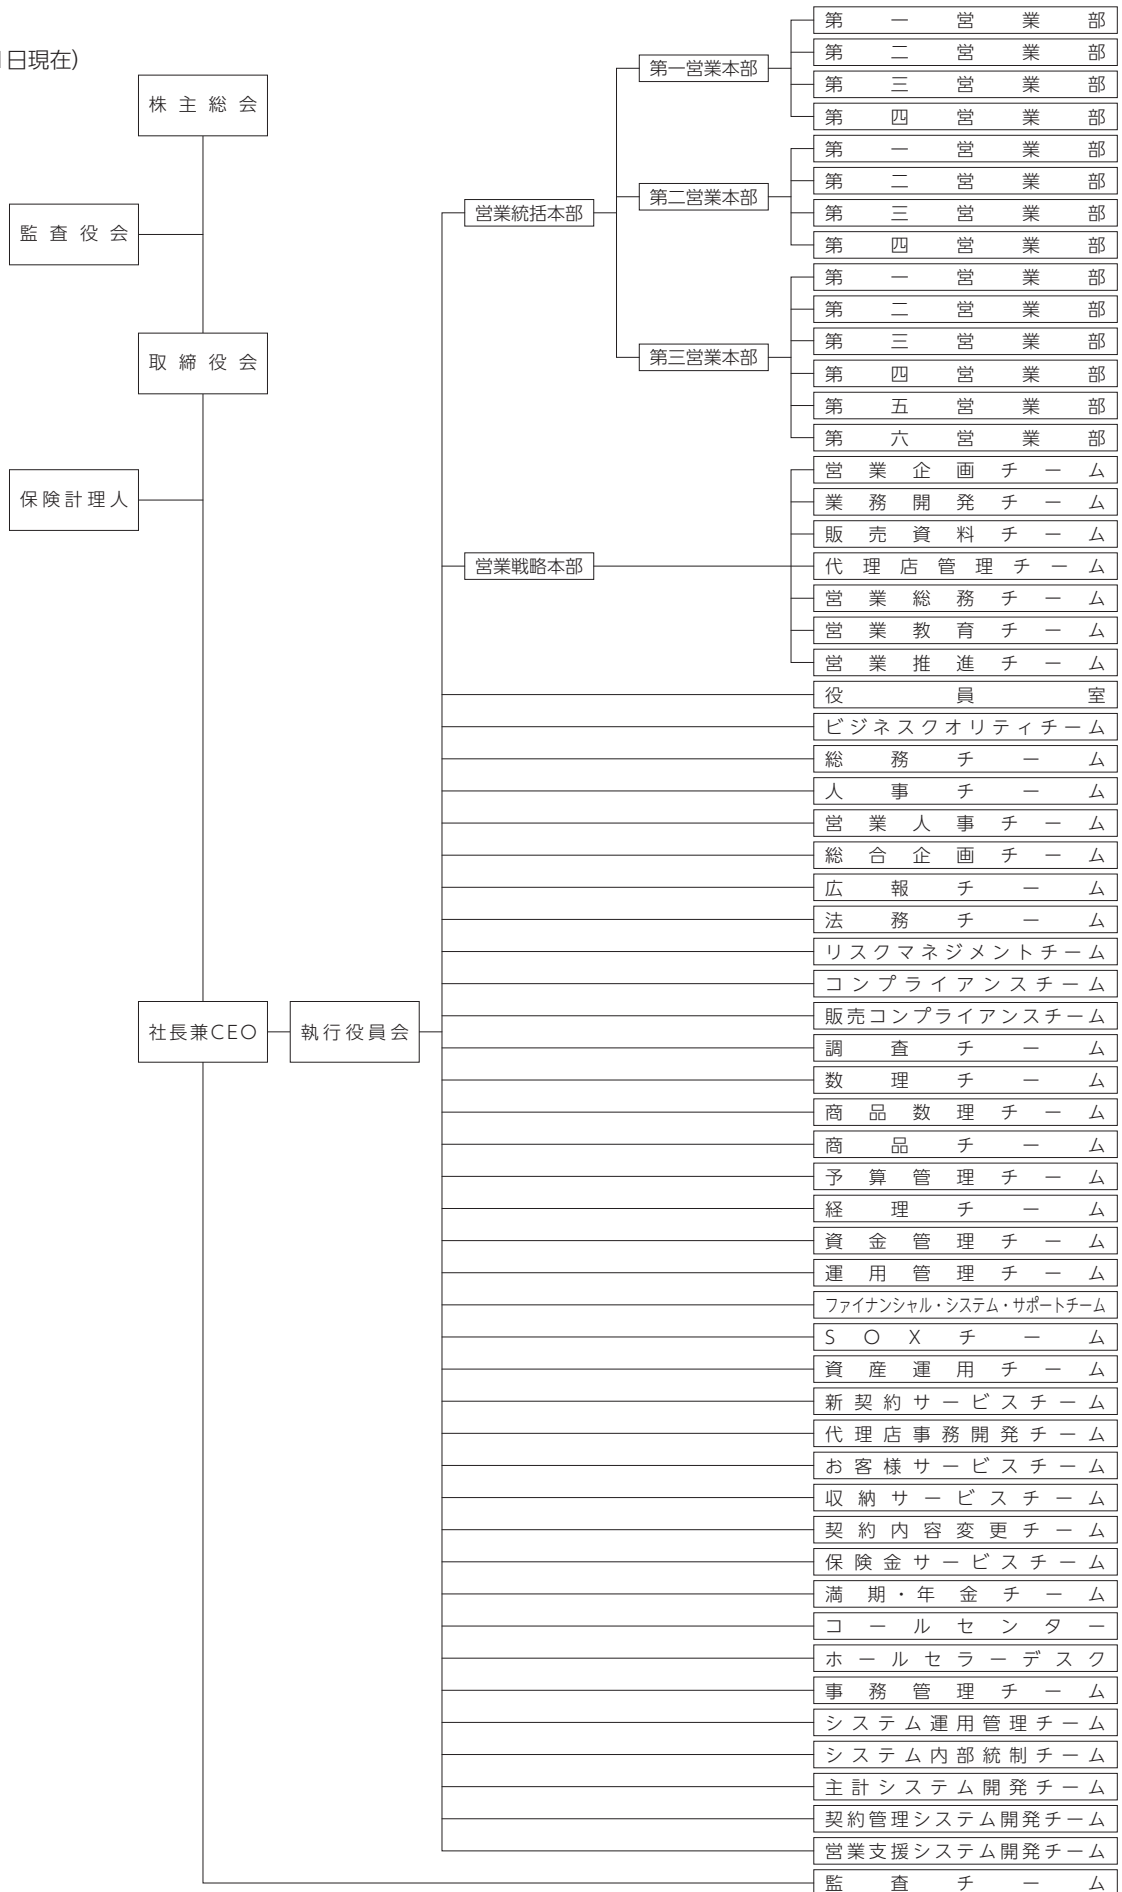 日現在)
株主総会
監査役会
取締役会
保険計理人
社長兼CEO
執行役員会
営業統括本部
第一営業本部
第一営業部
第二営業部
第三営業部
第四営業部
第二営業本部
第一営業部
第二営業部
第三営業部
第四営業部
第三営業本部
第一営業部
第二営業部
第三営業部
第四営業部
第五営業部
第六営業部
営業戦略本部
営業企画チーム
業務開発チーム
販売資料チーム
代理店管理チーム
営業総務チーム
営業教育チーム
営業推進チーム
役員室
ビジネスクオリティチーム
総務チーム
人事チーム
営業人事チーム
総合企画チーム
広報チーム
法務チーム
リスクマネジメントチーム
コンプライアンスチーム
販売コンプライアンスチーム
調査チーム
数理チーム
商品数理チーム
商品チーム
予算管理チーム
経理チーム
資金管理チーム
運用管理チーム
ファイナンシャル・システム・サポートチーム
SOXチーム
資産運用チーム
新契約サービスチーム
代理店事務開発チーム
お客様サービスチーム
収納サービスチーム
契約内容変更チーム
保険金サービスチーム
満期・年金チーム
コールセンター
ホールセラーデスク
事務管理チーム
システム運用管理チーム
システム内部統制チーム
主計システム開発チーム
契約管理システム開発チーム
営業支援システム開発チーム
監査チーム